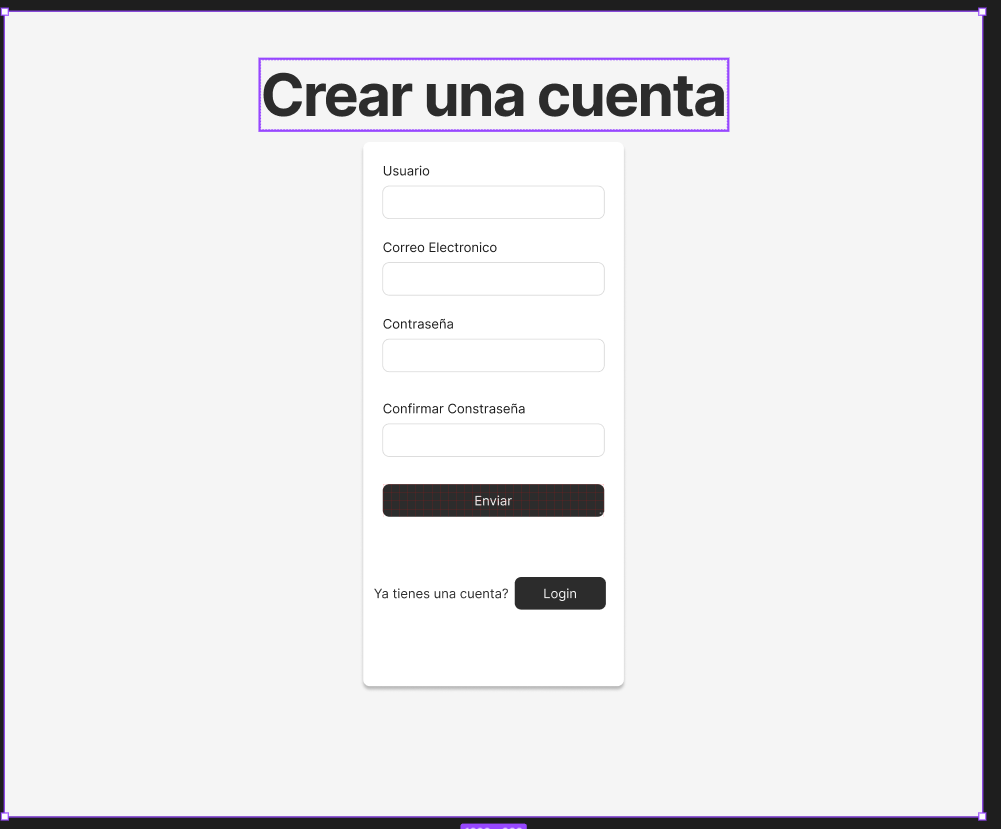 Crear una cuenta
Usuario
Correo Electronico
Contraseña
Confirmar Constraseña
Enviar
Ya tienes una cuenta? Login